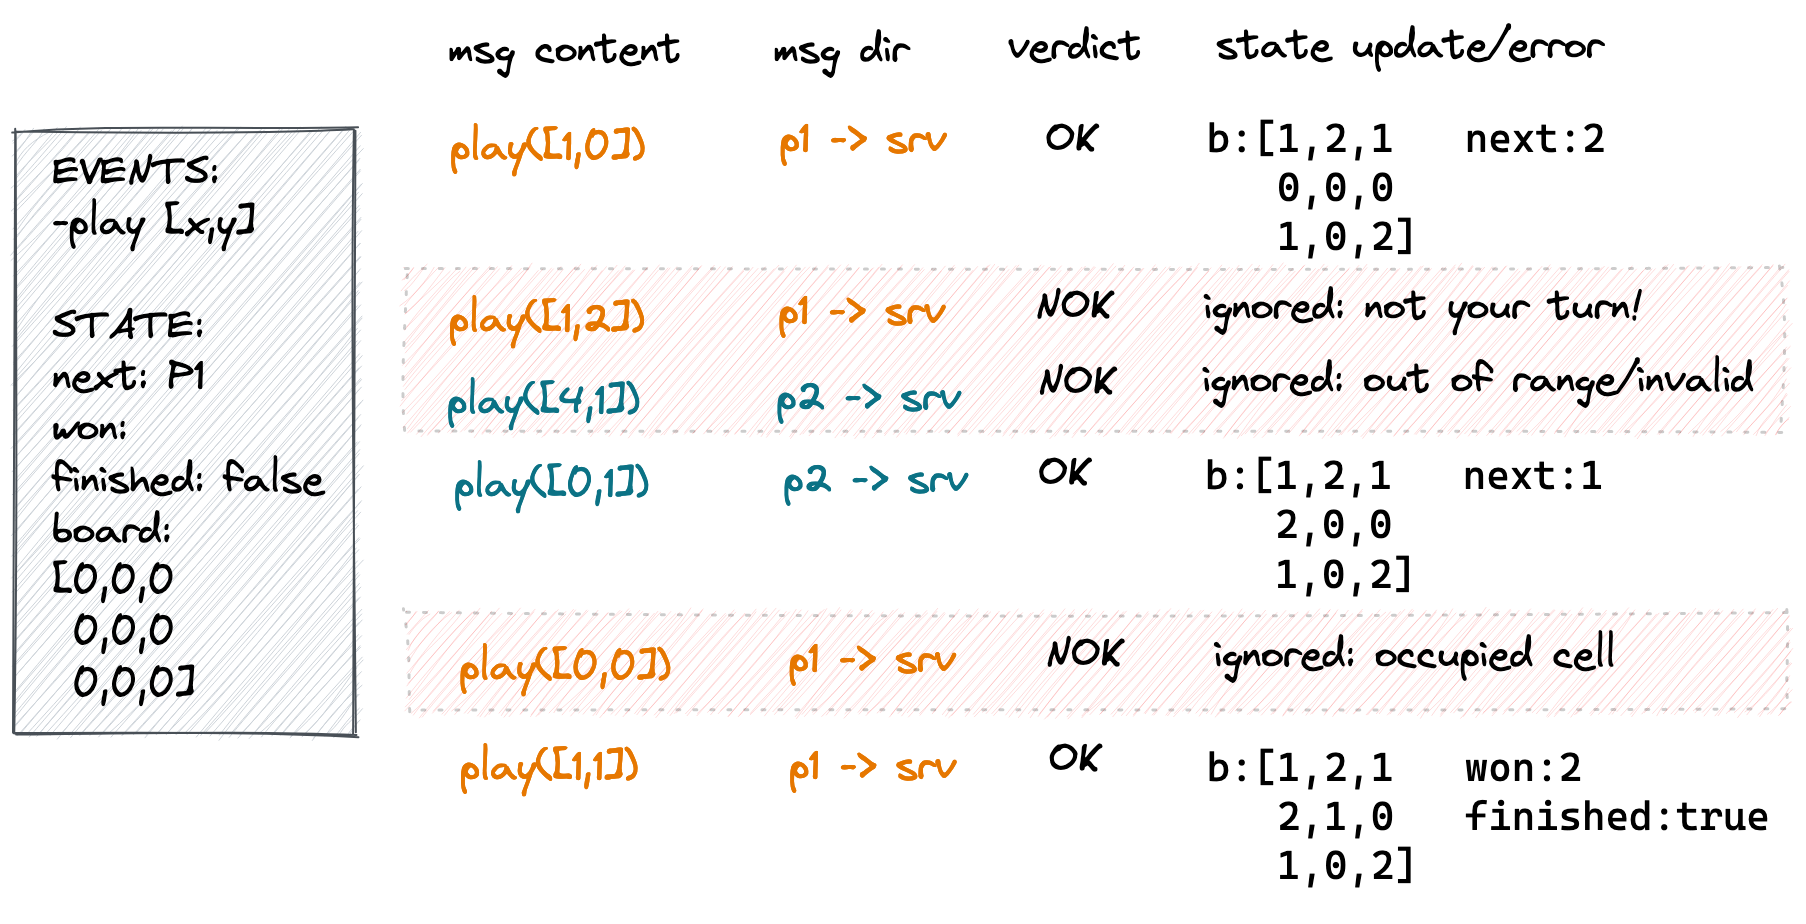 msg content msg dir verdict state update/error
EVENTS:
-play [x,y]
STATE:
next: P1
won:
finished: false
board:
[0,0,0
0,0,0
0,0,0]
play([1,0]) p1 -> srv OK b:[1,2,1 next:2
0,0,0
1,0,2]
play([1,2]) p1 -> srv NOK ignored: not your turn!
play([4,1]) p2 -> srv NOK ignored: out of range/invalid
play([0,1]) p2 -> srv OK b:[1,2,1 next:1
2,0,0
1,0,2]
play([0,0]) p1 -> srv NOK ignored: occupied cell
play([1,1]) p1 -> srv OK b:[1,2,1 won:2
2,1,0 finished:true
1,0,2]